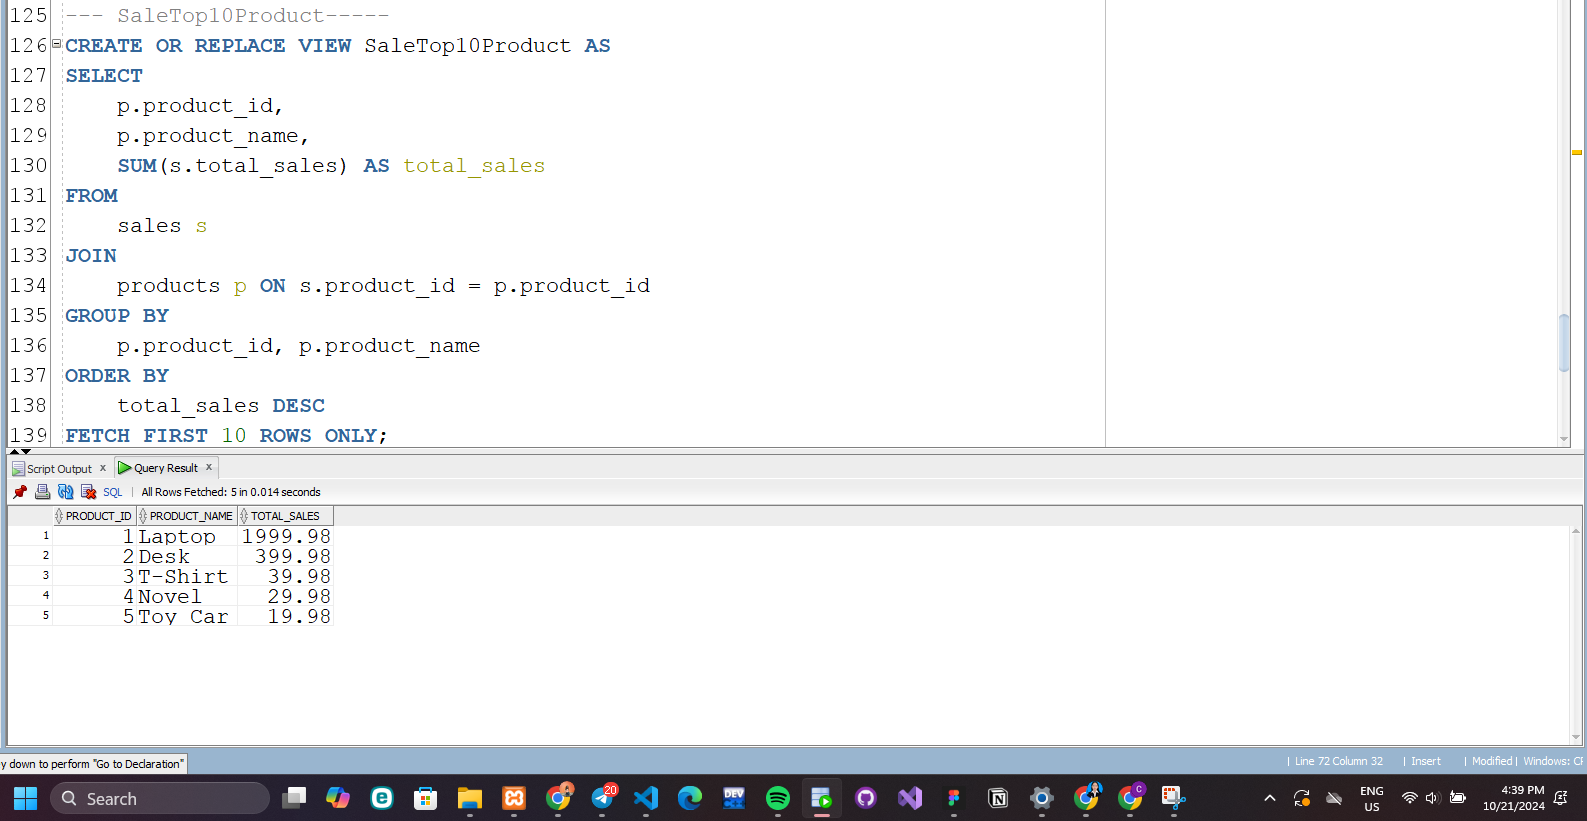 125 --- SaleTop10Product-----
126 CREATE OR REPLACE VIEW SaleTop10Product AS
127 SELECT
128 p.product_id,
129 p.product_name,
130 SUM(s.total_sales) AS total_sales
131 FROM
132 sales s
133 JOIN
134 products p ON s.product_id = p.product_id
135 GROUP BY
136 p.product_id, p.product_name
137 ORDER BY
138 total_sales DESC
139 FETCH FIRST 10 ROWS ONLY;
Script Output x Query Result x
SQL | All Rows Fetched: 5 in 0.014 seconds
PRODUCT_ID PRODUCT_NAME TOTAL_SALES
1 1 Laptop 1999.98
2 2 Desk 399.98
3 3 T-Shirt 39.98
4 4 Novel 29.98
5 5 Toy Car 19.98
y down to perform "Go to Declaration"
| Line 72 Column 32 | Insert | Modified | Windows: CF
Search
20
DEV
C
ENG
US
4:39 PM
10/21/2024